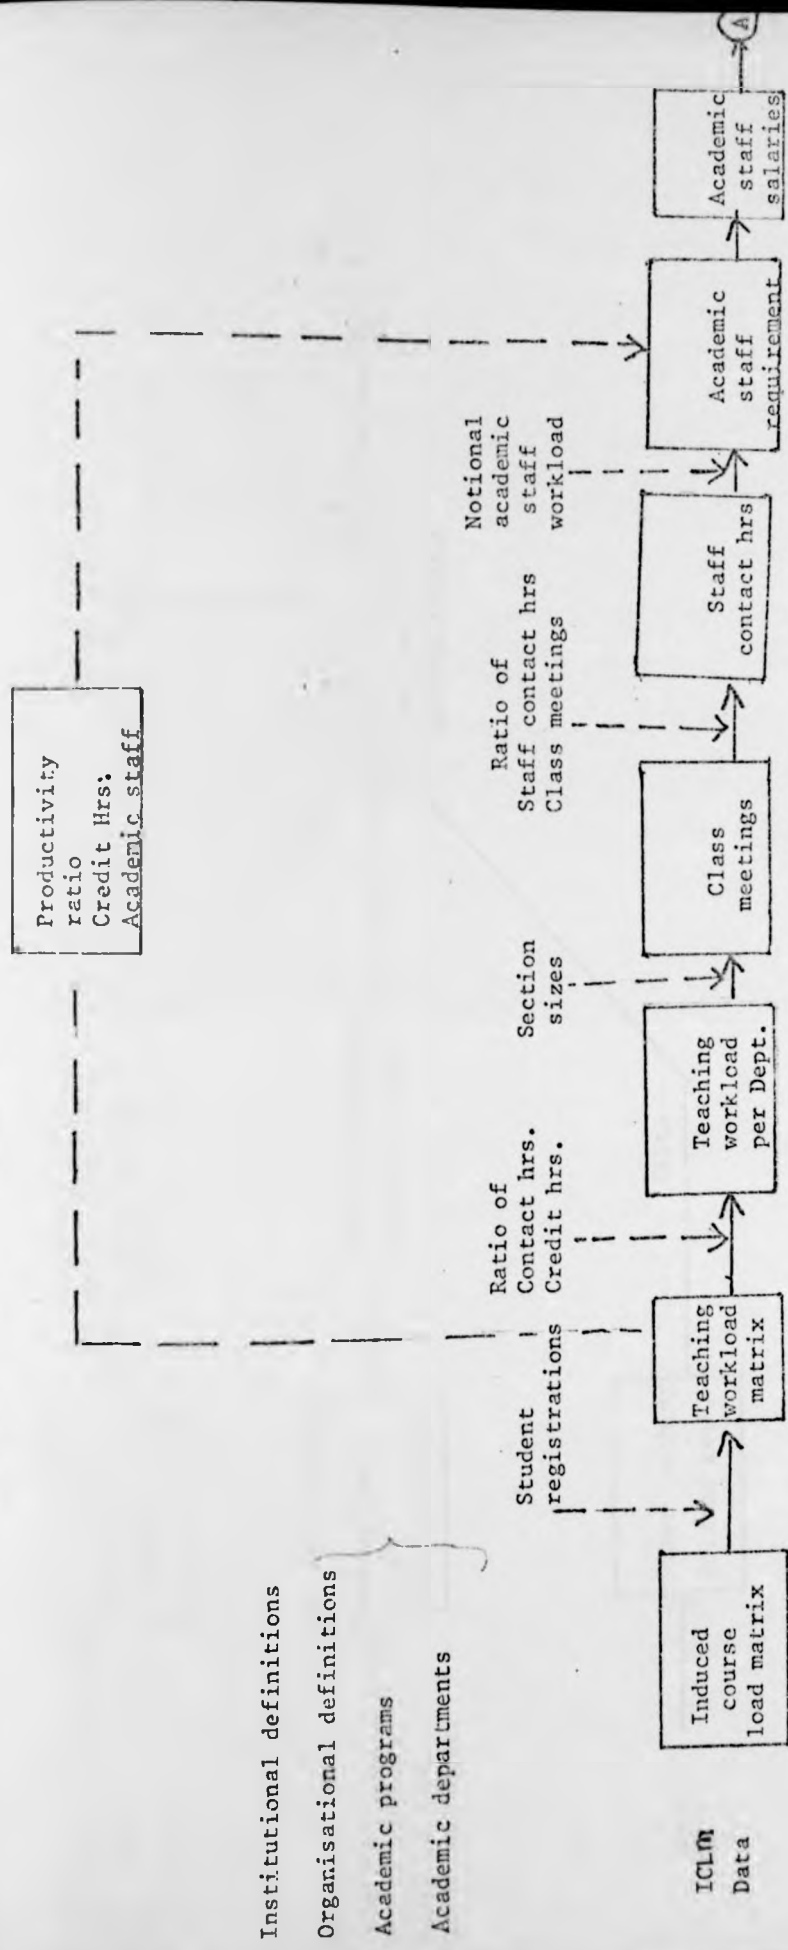 Productivity
ratio
Credit Hrs:
Academic staff
Institutional definitions
Organisational definitions
Academic programs
Academic departments
Student
registrations
Ratio of
Contact hrs.
Credit hrs.
Section
sizes
Ratio of
Staff contact hrs
Class meetings
Notional
academic
staff
workload
ICLM
Data
Induced
course
load matrix
Teaching
workload
matrix
Teaching
workload
per Dept.
Class
meetings
Staff
contact hrs
Academic
staff
requirement
Academic
staff
salaries
A